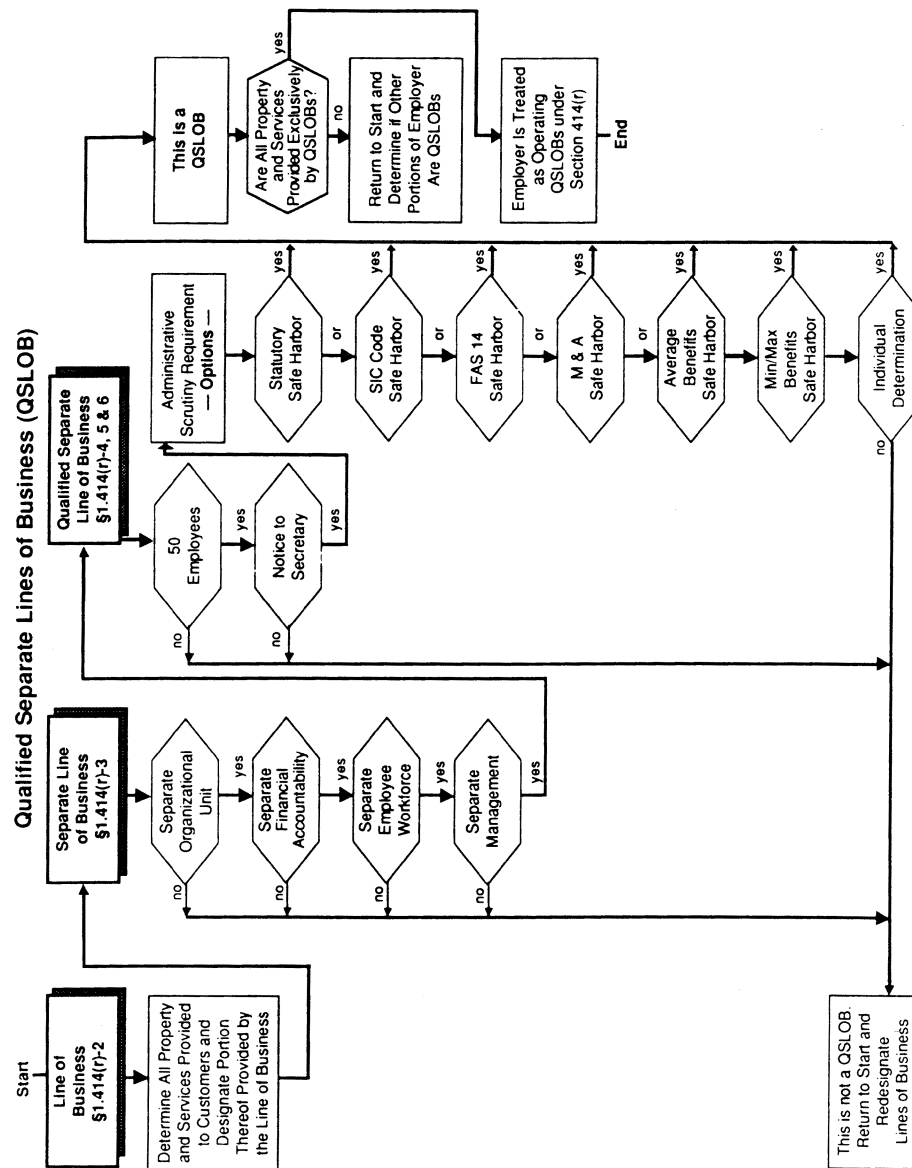 Qualified Separate Lines of Business (QSLOB)
Start
Line of
Business
§1.414(r)-2
Determine All Property
and Services Provided
to Customers and
Designate Portion
Thereof Provided by
the Line of Business
Separate Line
of Business
§1.414(r)-3
Separate
Organizational
Unit
no
yes
Separate
Financial
Accountability
no
yes
Separate
Employee
Workforce
no
yes
Separate
Management
no
yes
Qualified Separate
Line of Business
§1.414(r)-4, 5 & 6
50
Employees
no
yes
Notice to
Secretary
no
yes
Administrative
Scrutiny Requirement
— Options —
Statutory
Safe Harbor
yes
or
SIC Code
Safe Harbor
yes
or
FAS 14
Safe Harbor
yes
or
M & A
Safe Harbor
yes
or
Average
Benefits
Safe Harbor
yes
Min/Max
Benefits
Safe Harbor
yes
Individual
Determination
no
yes
This is a
QSLOB
Are All Property
and Services
Provided Exclusively
by QSLOBs?
yes
no
Return to Start and
Determine if Other
Portions of Employer
Are QSLOBs
Employer Is Treated
as Operating
QSLOBs under
Section 414(r)
End
This is not a QSLOB.
Return to Start and
Redesignate
Lines of Business